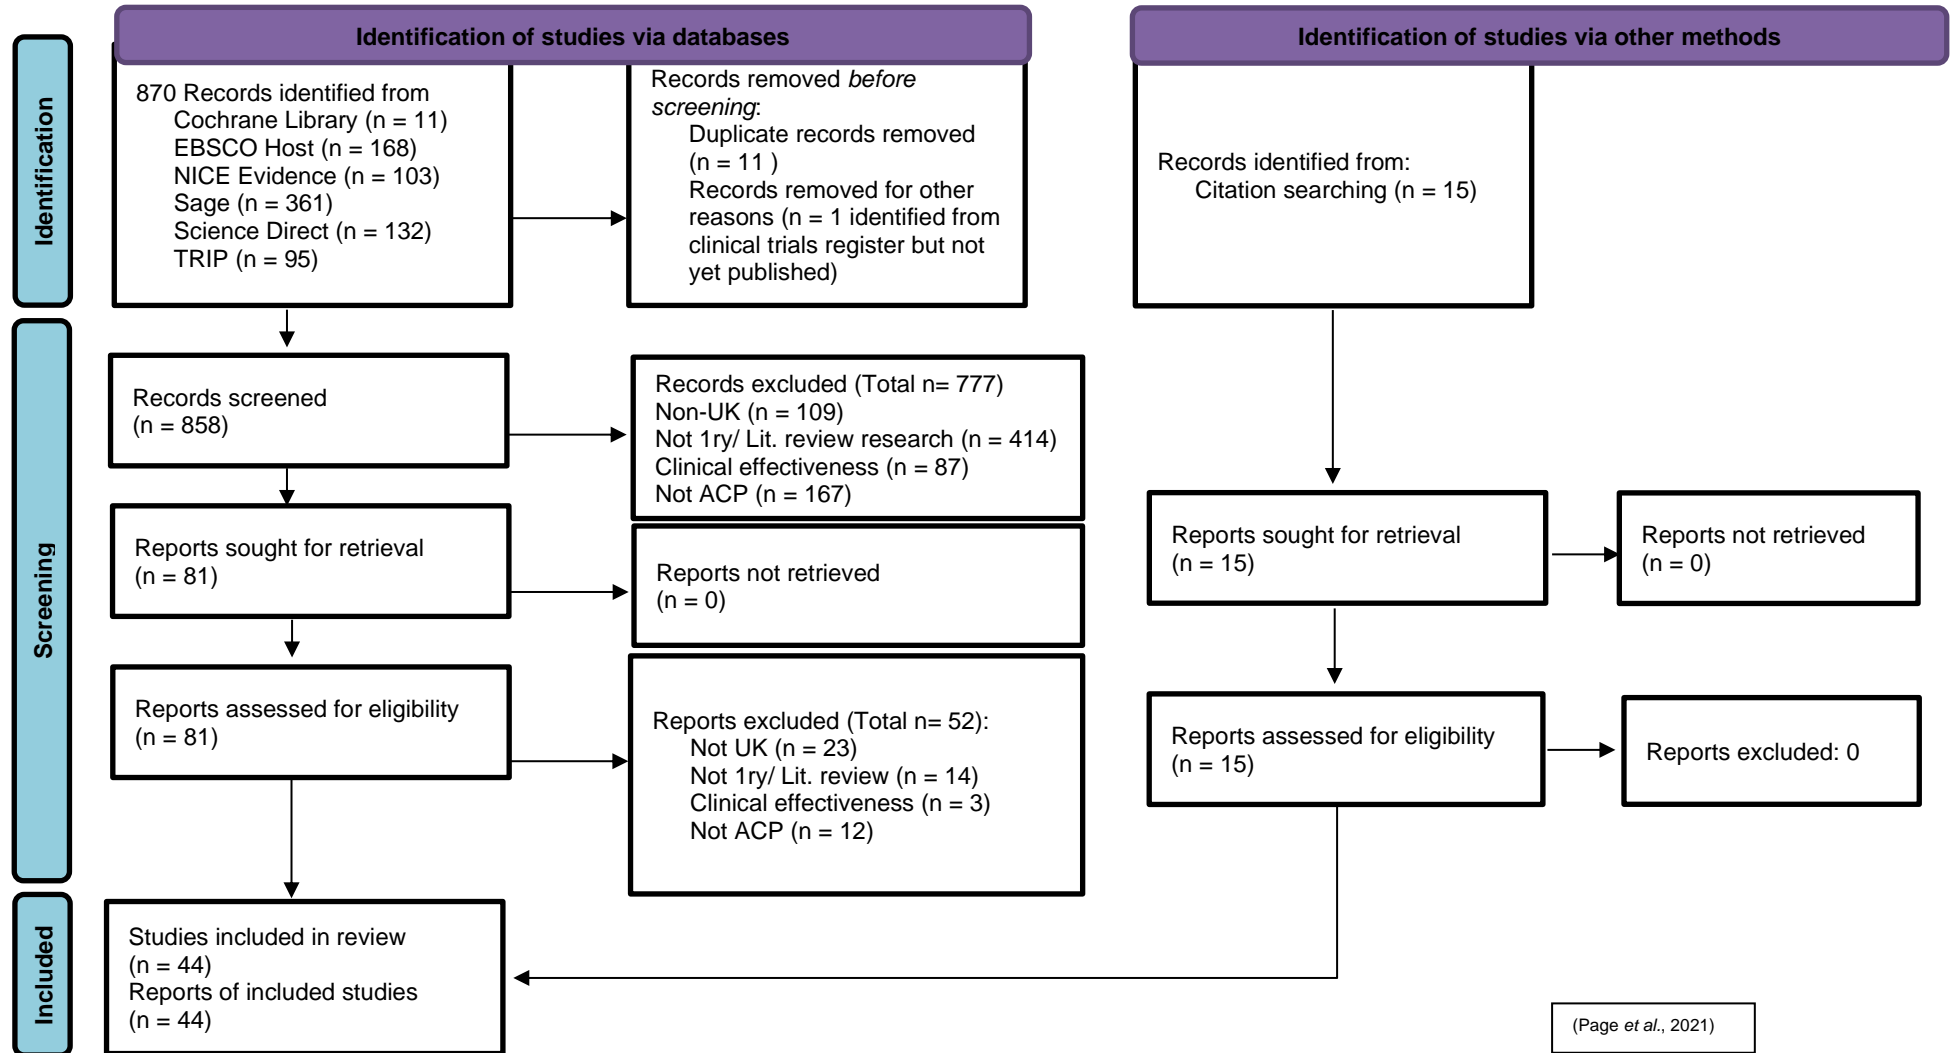 Identification of studies via databases
Identification of studies via other methods
Identification
870 Records identified from
Cochrane Library (n = 11)
EBSCO Host (n = 168)
NICE Evidence (n = 103)
Sage (n = 361)
Science Direct (n = 132)
TRIP (n = 95)
Records removed before
screening:
Duplicate records removed
(n = 11 )
Records removed for other
reasons (n = 1 identified from
clinical trials register but not
yet published)
Records identified from:
Citation searching (n = 15)
Screening
Records screened
(n = 858)
Records excluded (Total n= 777)
Non-UK (n = 109)
Not 1ry/ Lit. review research (n = 414)
Clinical effectiveness (n = 87)
Not ACP (n = 167)
Reports sought for retrieval
(n = 81)
Reports not retrieved
(n = 0)
Reports sought for retrieval
(n = 15)
Reports not retrieved
(n = 0)
Reports assessed for eligibility
(n = 81)
Reports excluded (Total n= 52):
Not UK (n = 23)
Not 1ry/ Lit. review (n = 14)
Clinical effectiveness (n = 3)
Not ACP (n = 12)
Reports assessed for eligibility
(n = 15)
Reports excluded: 0
Included
Studies included in review
(n = 44)
Reports of included studies
(n = 44)
(Page et al., 2021)